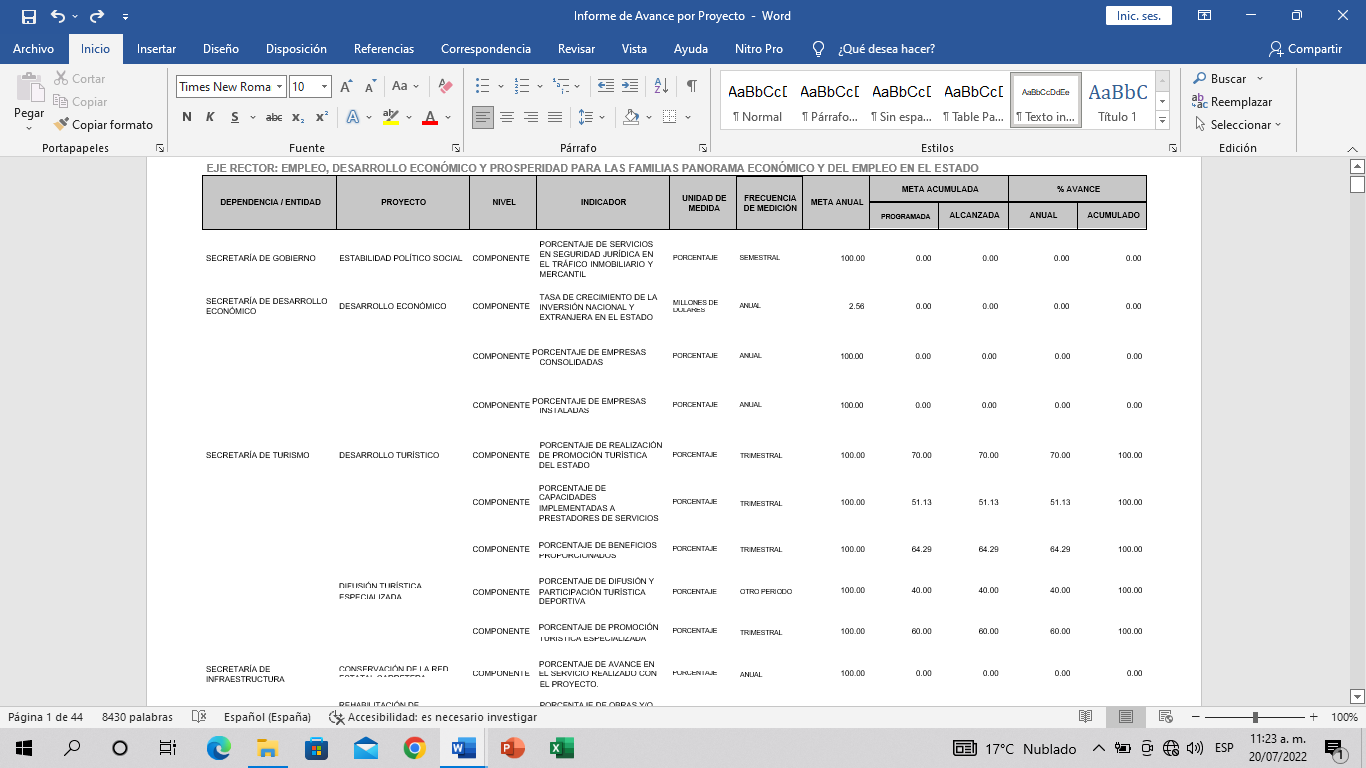 Informe de Avance por Proyecto - Word
Inic. ses.
Archivo Inicio Insertar Diseño Disposición Referencias Correspondencia Revisar Vista Ayuda Nitro Pro ¿Qué desea hacer? Compartir
Pegar
Cortar
Copiar
Copiar formato
Portapapeles
Times New Roma 10
N K S abc x₂ x²
Fuente
Párrafo
AaBbCcD AaBbCcD AaBbCcD AaBbCcD AaBbCcDdEe AaBbC
¶ Normal ¶ Párrafo... ¶ Sin espa... ¶ Table Pa... ¶ Texto in... Título 1
Estilos
Buscar
Reemplazar
Seleccionar
Edición
EJE RECTOR: EMPLEO, DESARROLLO ECONÓMICO Y PROSPERIDAD PARA LAS FAMILIAS PANORAMA ECONÓMICO Y DEL EMPLEO EN EL ESTADO
DEPENDENCIA / ENTIDAD PROYECTO NIVEL INDICADOR UNIDAD DE MEDIDA FRECUENCIA DE MEDICIÓN META ANUAL META ACUMULADA % AVANCE
PROGRAMADA ALCANZADA ANUAL ACUMULADO
SECRETARÍA DE GOBIERNO ESTABILIDAD POLÍTICO SOCIAL COMPONENTE PORCENTAJE DE SERVICIOS EN SEGURIDAD JURÍDICA EN EL TRÁFICO INMOBILIARIO Y MERCANTIL PORCENTAJE SEMESTRAL 100.00 0.00 0.00 0.00 0.00
SECRETARÍA DE DESARROLLO ECONÓMICO DESARROLLO ECONÓMICO COMPONENTE TASA DE CRECIMIENTO DE LA INVERSIÓN NACIONAL Y EXTRANJERA EN EL ESTADO MILLONES DE DOLARES ANUAL 2.56 0.00 0.00 0.00 0.00
COMPONENTE PORCENTAJE DE EMPRESAS CONSOLIDADAS PORCENTAJE ANUAL 100.00 0.00 0.00 0.00 0.00
COMPONENTE PORCENTAJE DE EMPRESAS INSTALADAS PORCENTAJE ANUAL 100.00 0.00 0.00 0.00 0.00
SECRETARÍA DE TURISMO DESARROLLO TURÍSTICO COMPONENTE PORCENTAJE DE REALIZACIÓN DE PROMOCIÓN TURÍSTICA DEL ESTADO PORCENTAJE TRIMESTRAL 100.00 70.00 70.00 70.00 100.00
COMPONENTE PORCENTAJE DE CAPACIDADES IMPLEMENTADAS A PRESTADORES DE SERVICIOS PORCENTAJE TRIMESTRAL 100.00 51.13 51.13 51.13 100.00
COMPONENTE PORCENTAJE DE BENEFICIOS PROPORCIONADOS PORCENTAJE TRIMESTRAL 100.00 64.29 64.29 64.29 100.00
DIFUSIÓN TURÍSTICA ESPECIALIZADA COMPONENTE PORCENTAJE DE DIFUSIÓN Y PARTICIPACIÓN TURÍSTICA DEPORTIVA PORCENTAJE OTRO PERIODO 100.00 40.00 40.00 40.00 100.00
COMPONENTE PORCENTAJE DE PROMOCIÓN TURISTICA ESPECIALIZADA PORCENTAJE TRIMESTRAL 100.00 60.00 60.00 60.00 100.00
SECRETARÍA DE INFRAESTRUCTURA CONSERVACIÓN DE LA RED ESTATAL CARRETERA COMPONENTE PORCENTAJE DE AVANCE EN EL SERVICIO REALIZADO CON EL PROYECTO. PORCENTAJE ANUAL 100.00 0.00 0.00 0.00 0.00
REHABILITACIÓN DE PORCENTAJE DE OBRAS Y/O
Página 1 de 44 8430 palabras Español (España) Accesibilidad: es necesario investigar 100%
17°C Nublado ESP 11:23 a. m.
20/07/2022
1